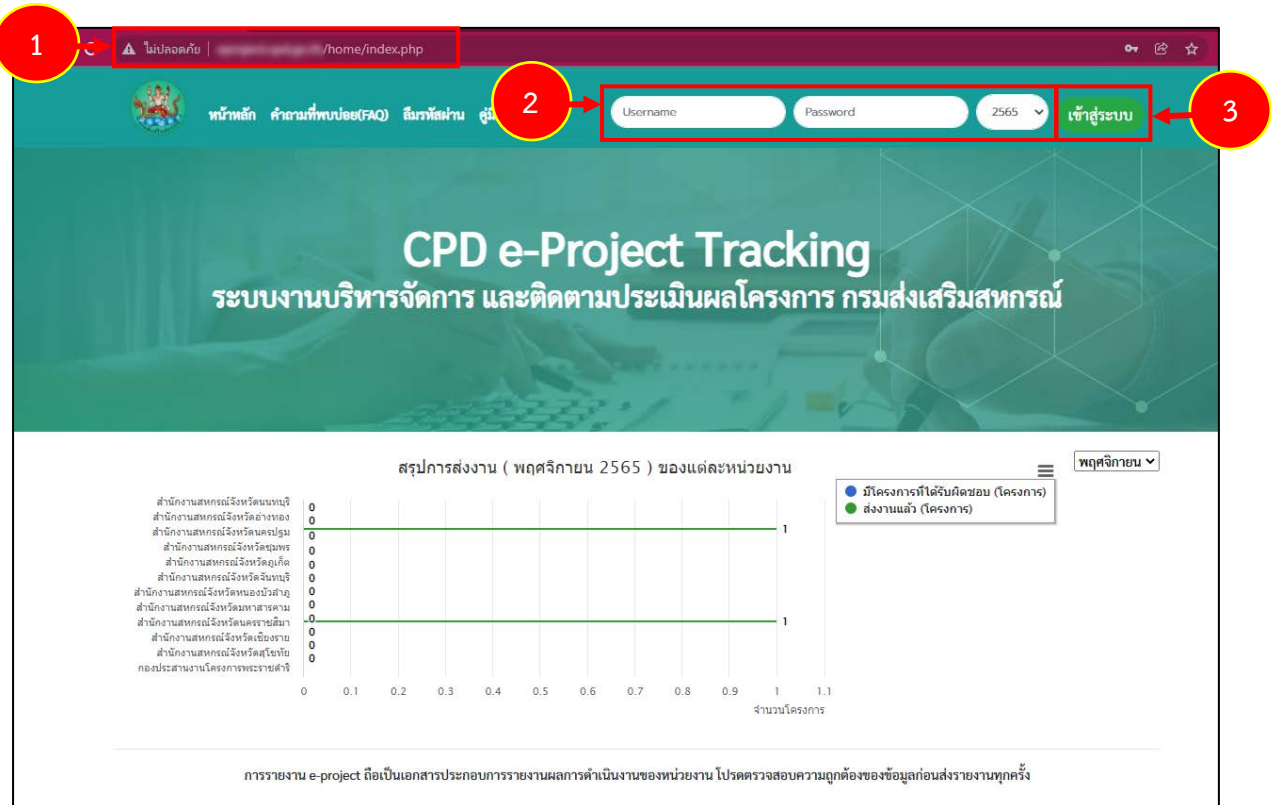 1
ไม่ปลอดภัย | /home/index.php
หน้าหลัก คำถามที่พบบ่อย(FAQ) ลืมรหัสผ่าน
2
Username
Password
2565
เข้าสู่ระบบ
3
CPD e-Project Tracking
ระบบงานบริหารจัดการ และติดตามประเมินผลโครงการ กรมส่งเสริมสหกรณ์
สรุปการส่งงาน ( พฤศจิกายน 2565 ) ของแต่ละหน่วยงาน
พฤศจิกายน
มีโครงการที่ได้รับผิดชอบ (โครงการ)
ส่งงานแล้ว (โครงการ)
สำนักงานสหกรณ์จังหวัดนนทบุรี 0
สำนักงานสหกรณ์จังหวัดอ่างทอง 0
สำนักงานสหกรณ์จังหวัดนครปฐม 0 1
สำนักงานสหกรณ์จังหวัดชุมพร 0
สำนักงานสหกรณ์จังหวัดภูเก็ต 0
สำนักงานสหกรณ์จังหวัดจันทบุรี 0
สำนักงานสหกรณ์จังหวัดหนองบัวลำภู 0
สำนักงานสหกรณ์จังหวัดมหาสารคาม 0
สำนักงานสหกรณ์จังหวัดนครราชสีมา 0 1
สำนักงานสหกรณ์จังหวัดเชียงราย 0
สำนักงานสหกรณ์จังหวัดสุโขทัย 0
กองประสานงานโครงการพระราชดำริ 0
0 0.1 0.2 0.3 0.4 0.5 0.6 0.7 0.8 0.9 1 1.1
จำนวนโครงการ
การรายงาน e-project ถือเป็นเอกสารประกอบการรายงานผลการดำเนินงานของหน่วยงาน โปรดตรวจสอบความถูกต้องของข้อมูลก่อนส่งรายงานทุกครั้ง